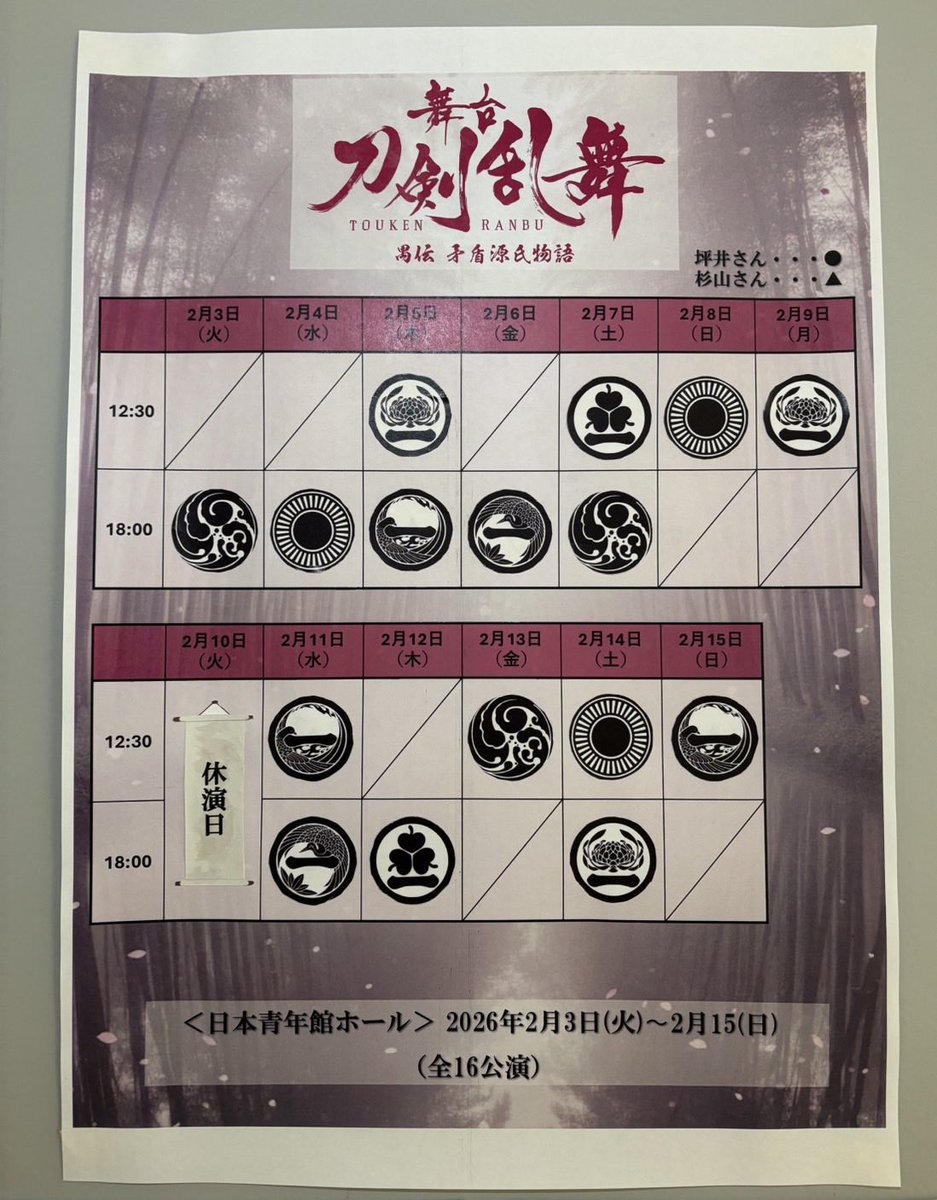 舞台
刀剣乱舞
TOUKEN RANBU
禺伝 矛盾源氏物語
坪井さん・・・●
杉山さん・・・▲
2月3日 2月4日 2月5日 2月6日 2月7日 2月8日 2月9日
(火) (水) (木) (金) (土) (日) (月)
12:30
18:00
2月10日 2月11日 2月12日 2月13日 2月14日 2月15日
(火) (水) (木) (金) (土) (日)
12:30
休演日
18:00
＜日本青年館ホール＞ 2026年2月3日(火)～2月15(日)
(全16公演)